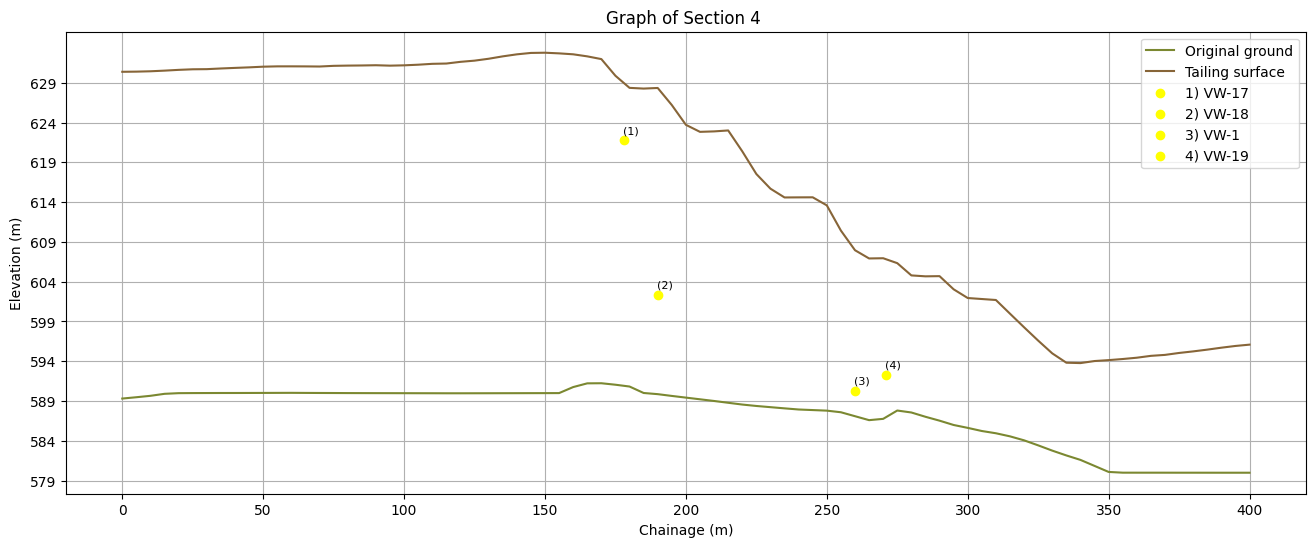 Graph of Section 4
Original ground
Tailing surface
1) VW-17
2) VW-18
3) VW-1
4) VW-19
(1)
(2)
(3)
(4)
Elevation (m)
629
624
619
614
609
604
599
594
589
584
579
0 50 100 150 200 250 300 350 400
Chainage (m)